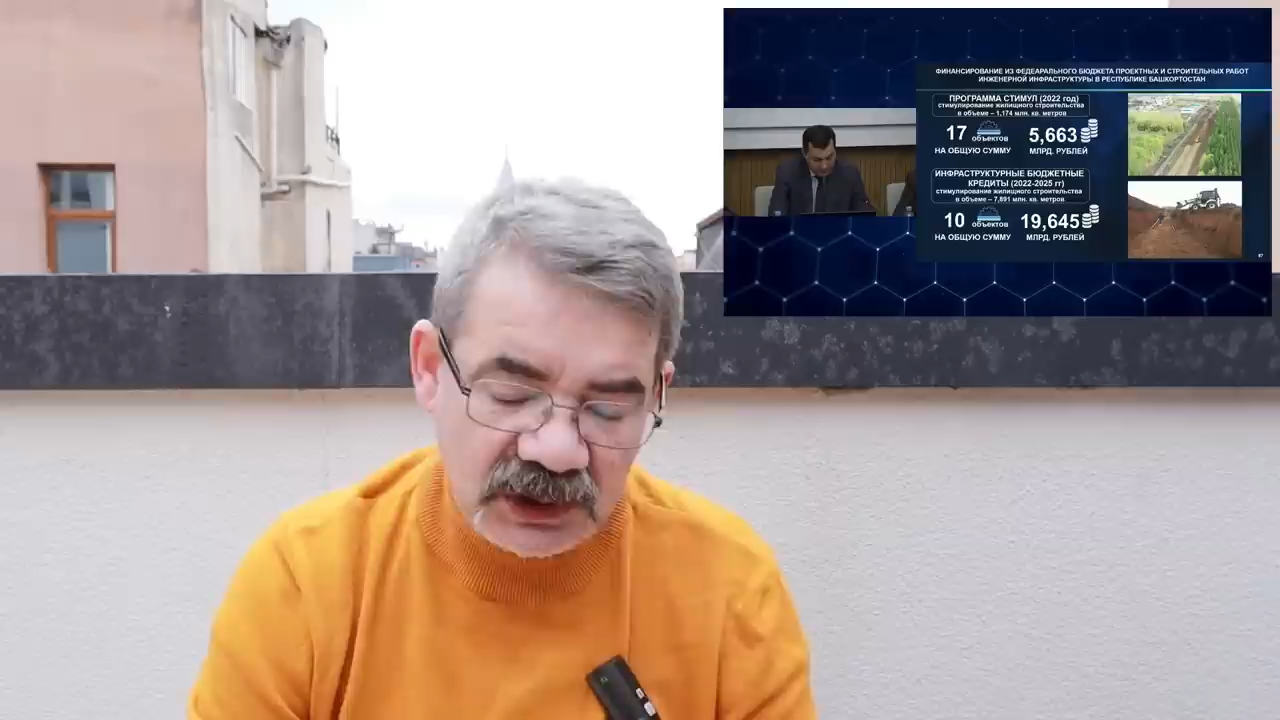 ФИНАНСИРОВАНИЕ ИЗ ФЕДЕАРАЛЬНОГО БЮДЖЕТА ПРОЕКТНЫХ И СТРОИТЕЛЬНЫХ РАБОТ
ИНЖЕНЕРНОЙ ИНФРАСТРУКТУРЫ В РЕСПУБЛИКЕ БАШКОРТОСТАН
ПРОГРАММА СТИМУЛ (2022 год)
стимулирование жилищного строительства
в объеме – 1,174 млн. кв. метров
17 объектов 5,663
НА ОБЩУЮ СУММУ МЛРД. РУБЛЕЙ
ИНФРАСТРУКТУРНЫЕ БЮДЖЕТНЫЕ
КРЕДИТЫ (2022-2025 гг)
стимулирование жилищного строительства
в объеме – 7,891 млн. кв. метров
10 объектов 19,645
НА ОБЩУЮ СУММУ МЛРД. РУБЛЕЙ